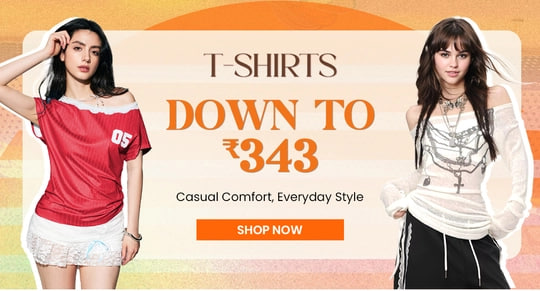 T-SHIRTS
DOWN TO
₹343
05
Casual Comfort, Everyday Style
SHOP NOW